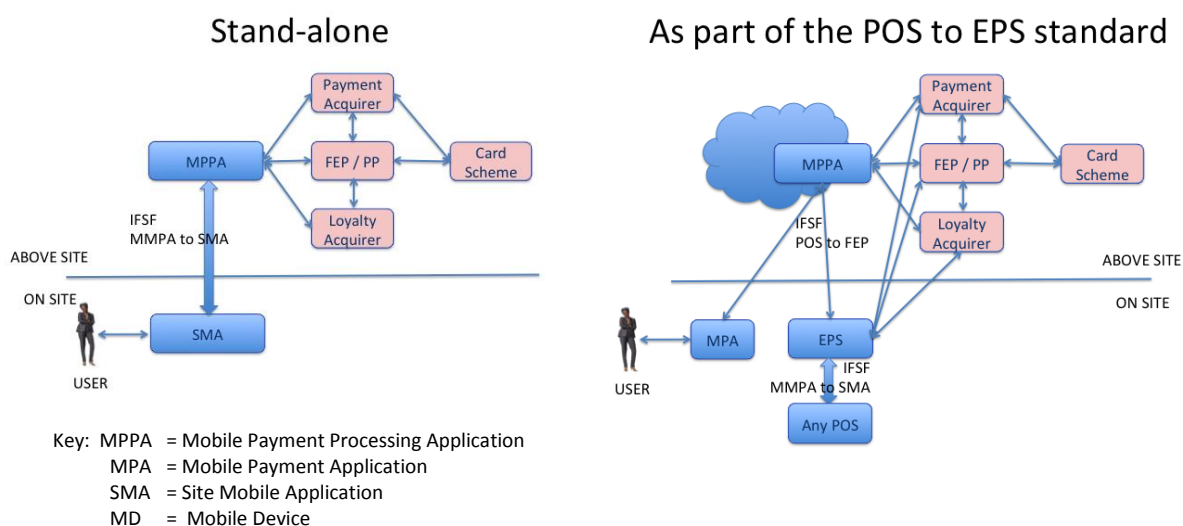 Stand-alone
Payment
Acquirer
MPPA
FEP / PP
Card
Scheme
IFSF
MMPA to SMA
Loyalty
Acquirer
ABOVE SITE
ON SITE
SMA
USER
As part of the POS to EPS standard
Payment
Acquirer
MPPA
FEP / PP
Card
Scheme
IFSF
POS to FEP
Loyalty
Acquirer
ABOVE SITE
ON SITE
MPA
EPS
USER
IFSF
MMPA to SMA
Any POS
Key: MPPA = Mobile Payment Processing Application
MPA = Mobile Payment Application
SMA = Site Mobile Application
MD = Mobile Device